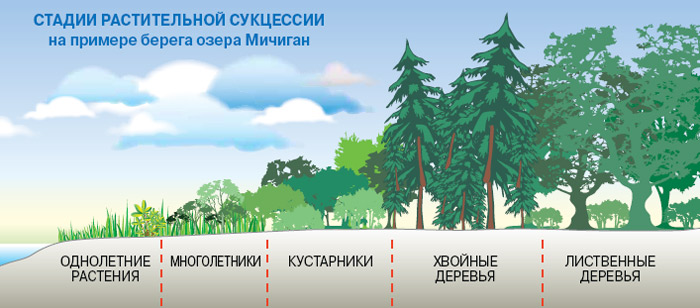 СТАДИИ РАСТИТЕЛЬНОЙ СУКЦЕССИИ
на примере берега озера Мичиган
ОДНОЛЕТНИЕ
РАСТЕНИЯ
МНОГОЛЕТНИКИ
КУСТАРНИКИ
ХВОЙНЫЕ
ДЕРЕВЬЯ
ЛИСТВЕННЫЕ
ДЕРЕВЬЯ